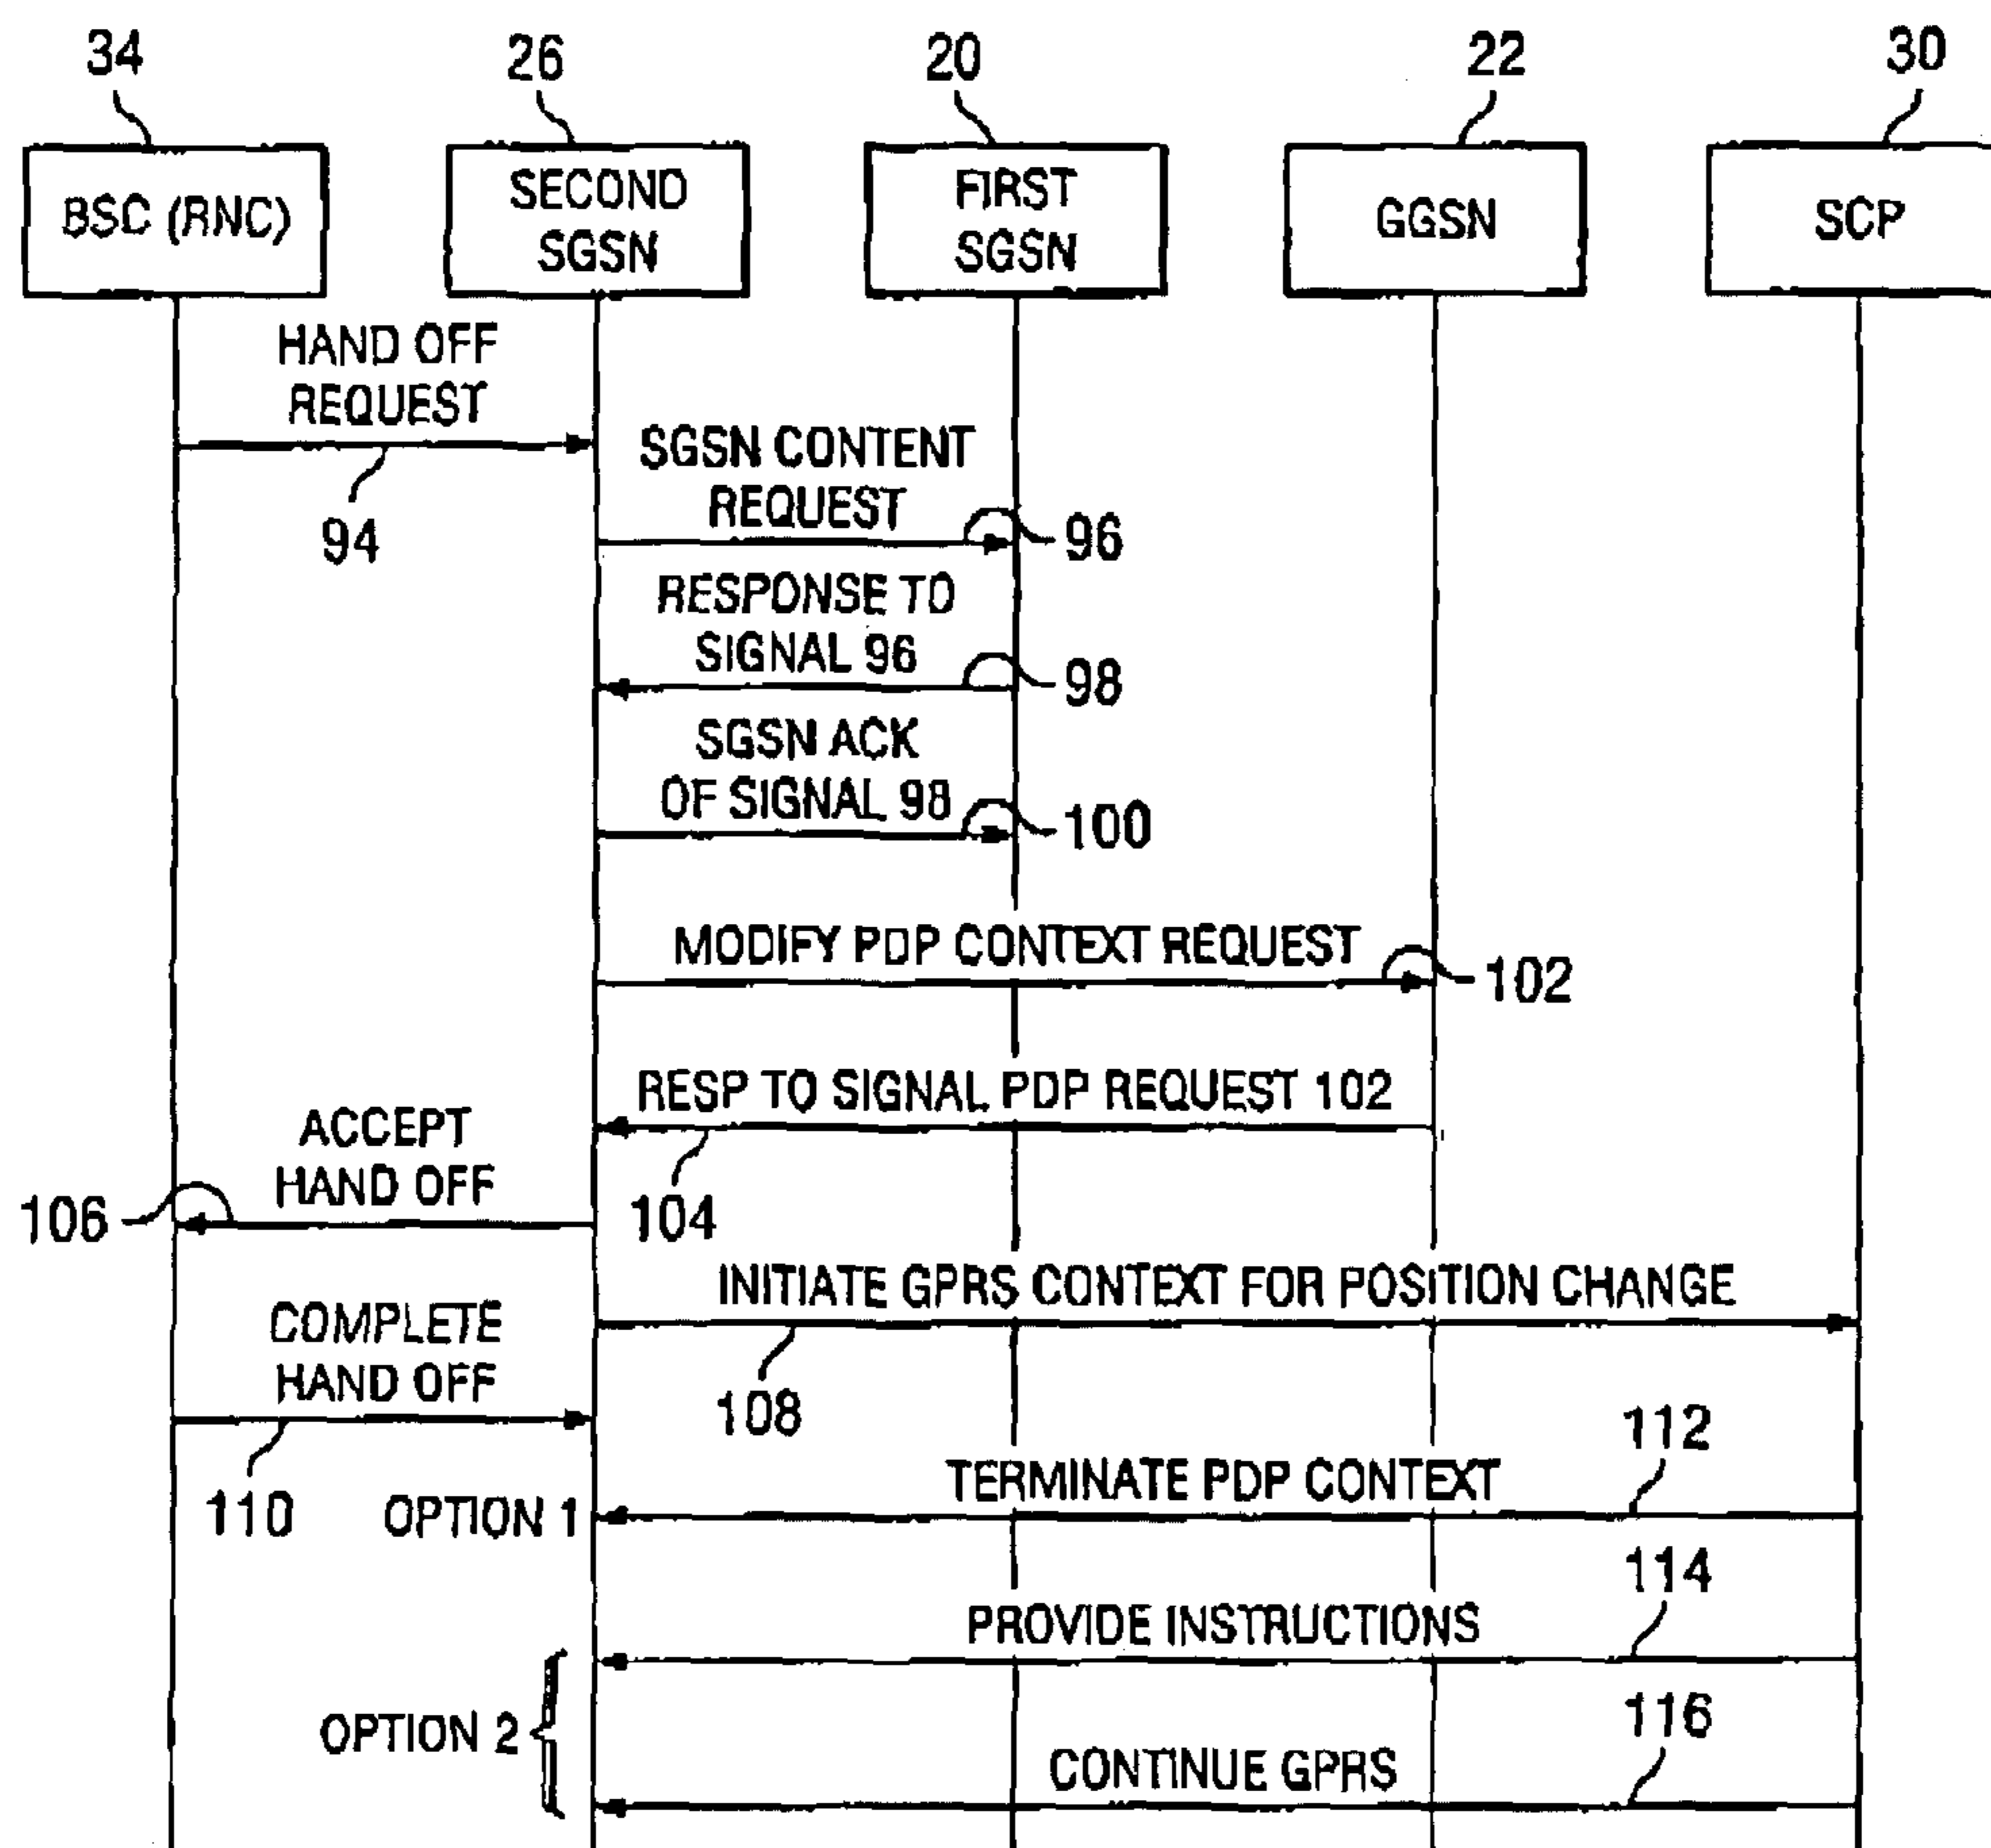 34
26
20
22
30
BSC (RNC)
SECOND
SGSN
FIRST
SGSN
GGSN
SCP
HAND OFF
REQUEST
94
SGSN CONTENT
REQUEST
96
RESPONSE TO
SIGNAL 96
98
SGSN ACK
OF SIGNAL 98
100
MODIFY PDP CONTEXT REQUEST
102
RESP TO SIGNAL PDP REQUEST 102
104
ACCEPT
HAND OFF
106
INITIATE GPRS CONTEXT FOR POSITION CHANGE
108
COMPLETE
HAND OFF
110
112
TERMINATE PDP CONTEXT
OPTION 1
114
PROVIDE INSTRUCTIONS
OPTION 2
116
CONTINUE GPRS